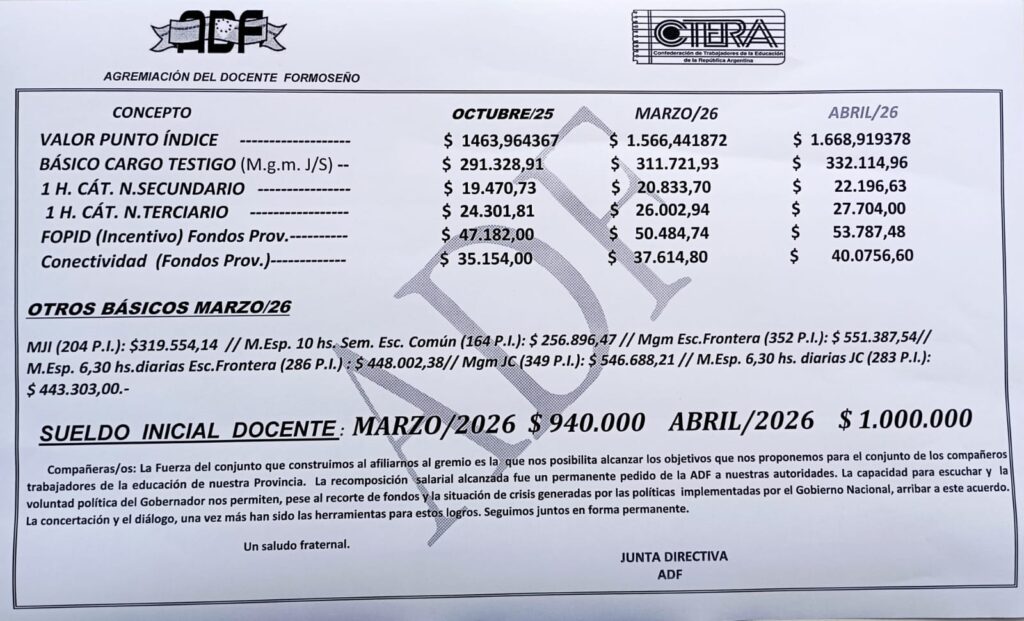 ADF
AGREMIACIÓN DEL DOCENTE FORMOSEÑO
CTERA
Confederación de Trabajadores de la Educación
de la República Argentina
CONCEPTO OCTUBRE/25 MARZO/26 ABRIL/26
VALOR PUNTO ÍNDICE ------------------- $ 1463,964367 $ 1.566,441872 $ 1.668,919378
BÁSICO CARGO TESTIGO (M.g.m. J/S) -- $ 291.328,91 $ 311.721,93 $ 332.114,96
1 H. CÁT. N.SECUNDARIO ---------------- $ 19.470,73 $ 20.833,70 $ 22.196,63
1 H. CÁT. N.TERCIARIO ----------------- $ 24.301,81 $ 26.002,94 $ 27.704,00
FOPID (Incentivo) Fondos Prov.---------- $ 47.182,00 $ 50.484,74 $ 53.787,48
Conectividad (Fondos Prov.)------------- $ 35.154,00 $ 37.614,80 $ 40.0756,60
OTROS BÁSICOS MARZO/26
MJI (204 P.I.): $319.554,14 // M.Esp. 10 hs. Sem. Esc. Común (164 P.I.): $ 256.896,47 // Mgm Esc.Frontera (352 P.I.): $ 551.387,54//
M.Esp. 6,30 hs.diarias Esc.Frontera (286 P.I.) : $ 448.002,38// Mgm JC (349 P.I.): $ 546.688,21 // M.Esp. 6,30 hs. diarias JC (283 P.I.):
$ 443.303,00.-
SUELDO INICIAL DOCENTE : MARZO/2026 $ 940.000 ABRIL/2026 $ 1.000.000
Compañeras/os: La Fuerza del conjunto que construimos al afiliarnos al gremio es la que nos posibilita alcanzar los objetivos que nos proponemos para el conjunto de los compañeros
trabajadores de la educación de nuestra Provincia. La recomposición salarial alcanzada fue un permanente pedido de la ADF a nuestras autoridades. La capacidad para escuchar y la
voluntad política del Gobernador nos permiten, pese al recorte de fondos y la situación de crisis generadas por las políticas implementadas por el Gobierno Nacional, arribar a este acuerdo.
La concertación y el diálogo, una vez más han sido las herramientas para estos logros. Seguimos juntos en forma permanente.
Un saludo fraternal.
JUNTA DIRECTIVA
ADF
ADF